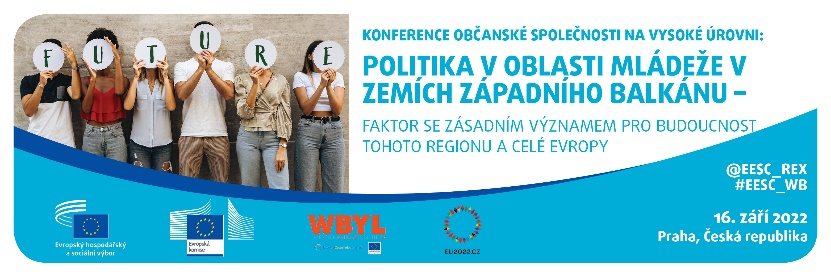 FUTURE
KONFERENCE OBČANSKÉ SPOLEČNOSTI NA VYSOKÉ ÚROVNI:
POLITIKA V OBLASTI MLÁDEŽE V
ZEMÍCH ZÁPADNÍHO BALKÁNU –
FAKTOR SE ZÁSADNÍM VÝZNAMEM PRO BUDOUCNOST
TOHOTO REGIONU A CELÉ EVROPY
@EESC_REX
#EESC_WB
16. září 2022
Praha, Česká republika
Evropský hospodářský
a sociální výbor
Evropská
komise
WBYL
EU2022.CZ